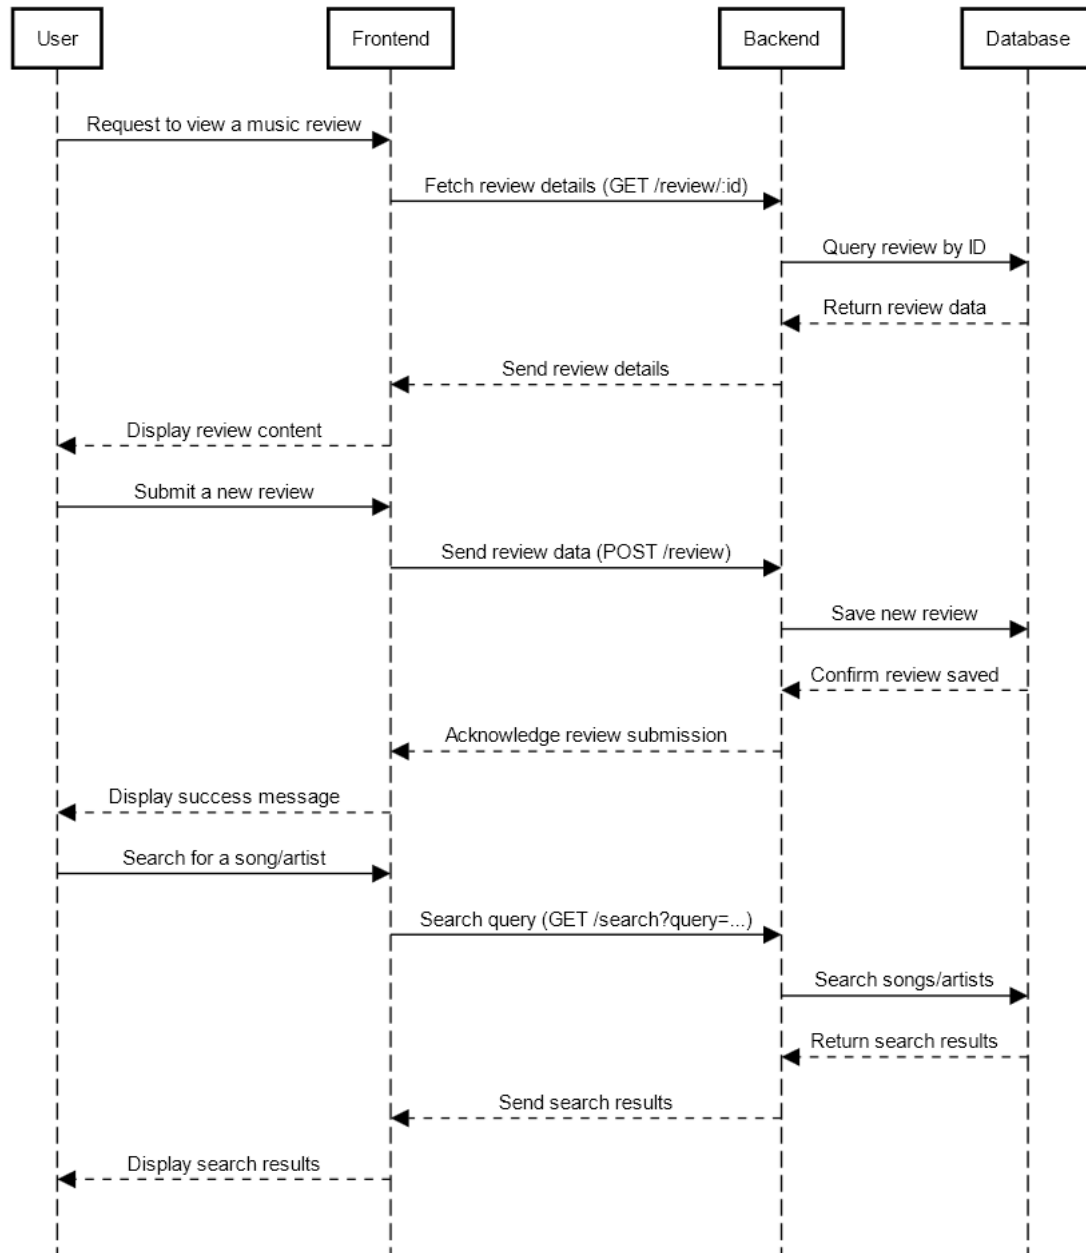 User
Frontend
Backend
Database
Request to view a music review
Fetch review details (GET /review/:id)
Query review by ID
Return review data
Send review details
Display review content
Submit a new review
Send review data (POST /review)
Save new review
Confirm review saved
Acknowledge review submission
Display success message
Search for a song/artist
Search query (GET /search?query=...)
Search songs/artists
Return search results
Send search results
Display search results